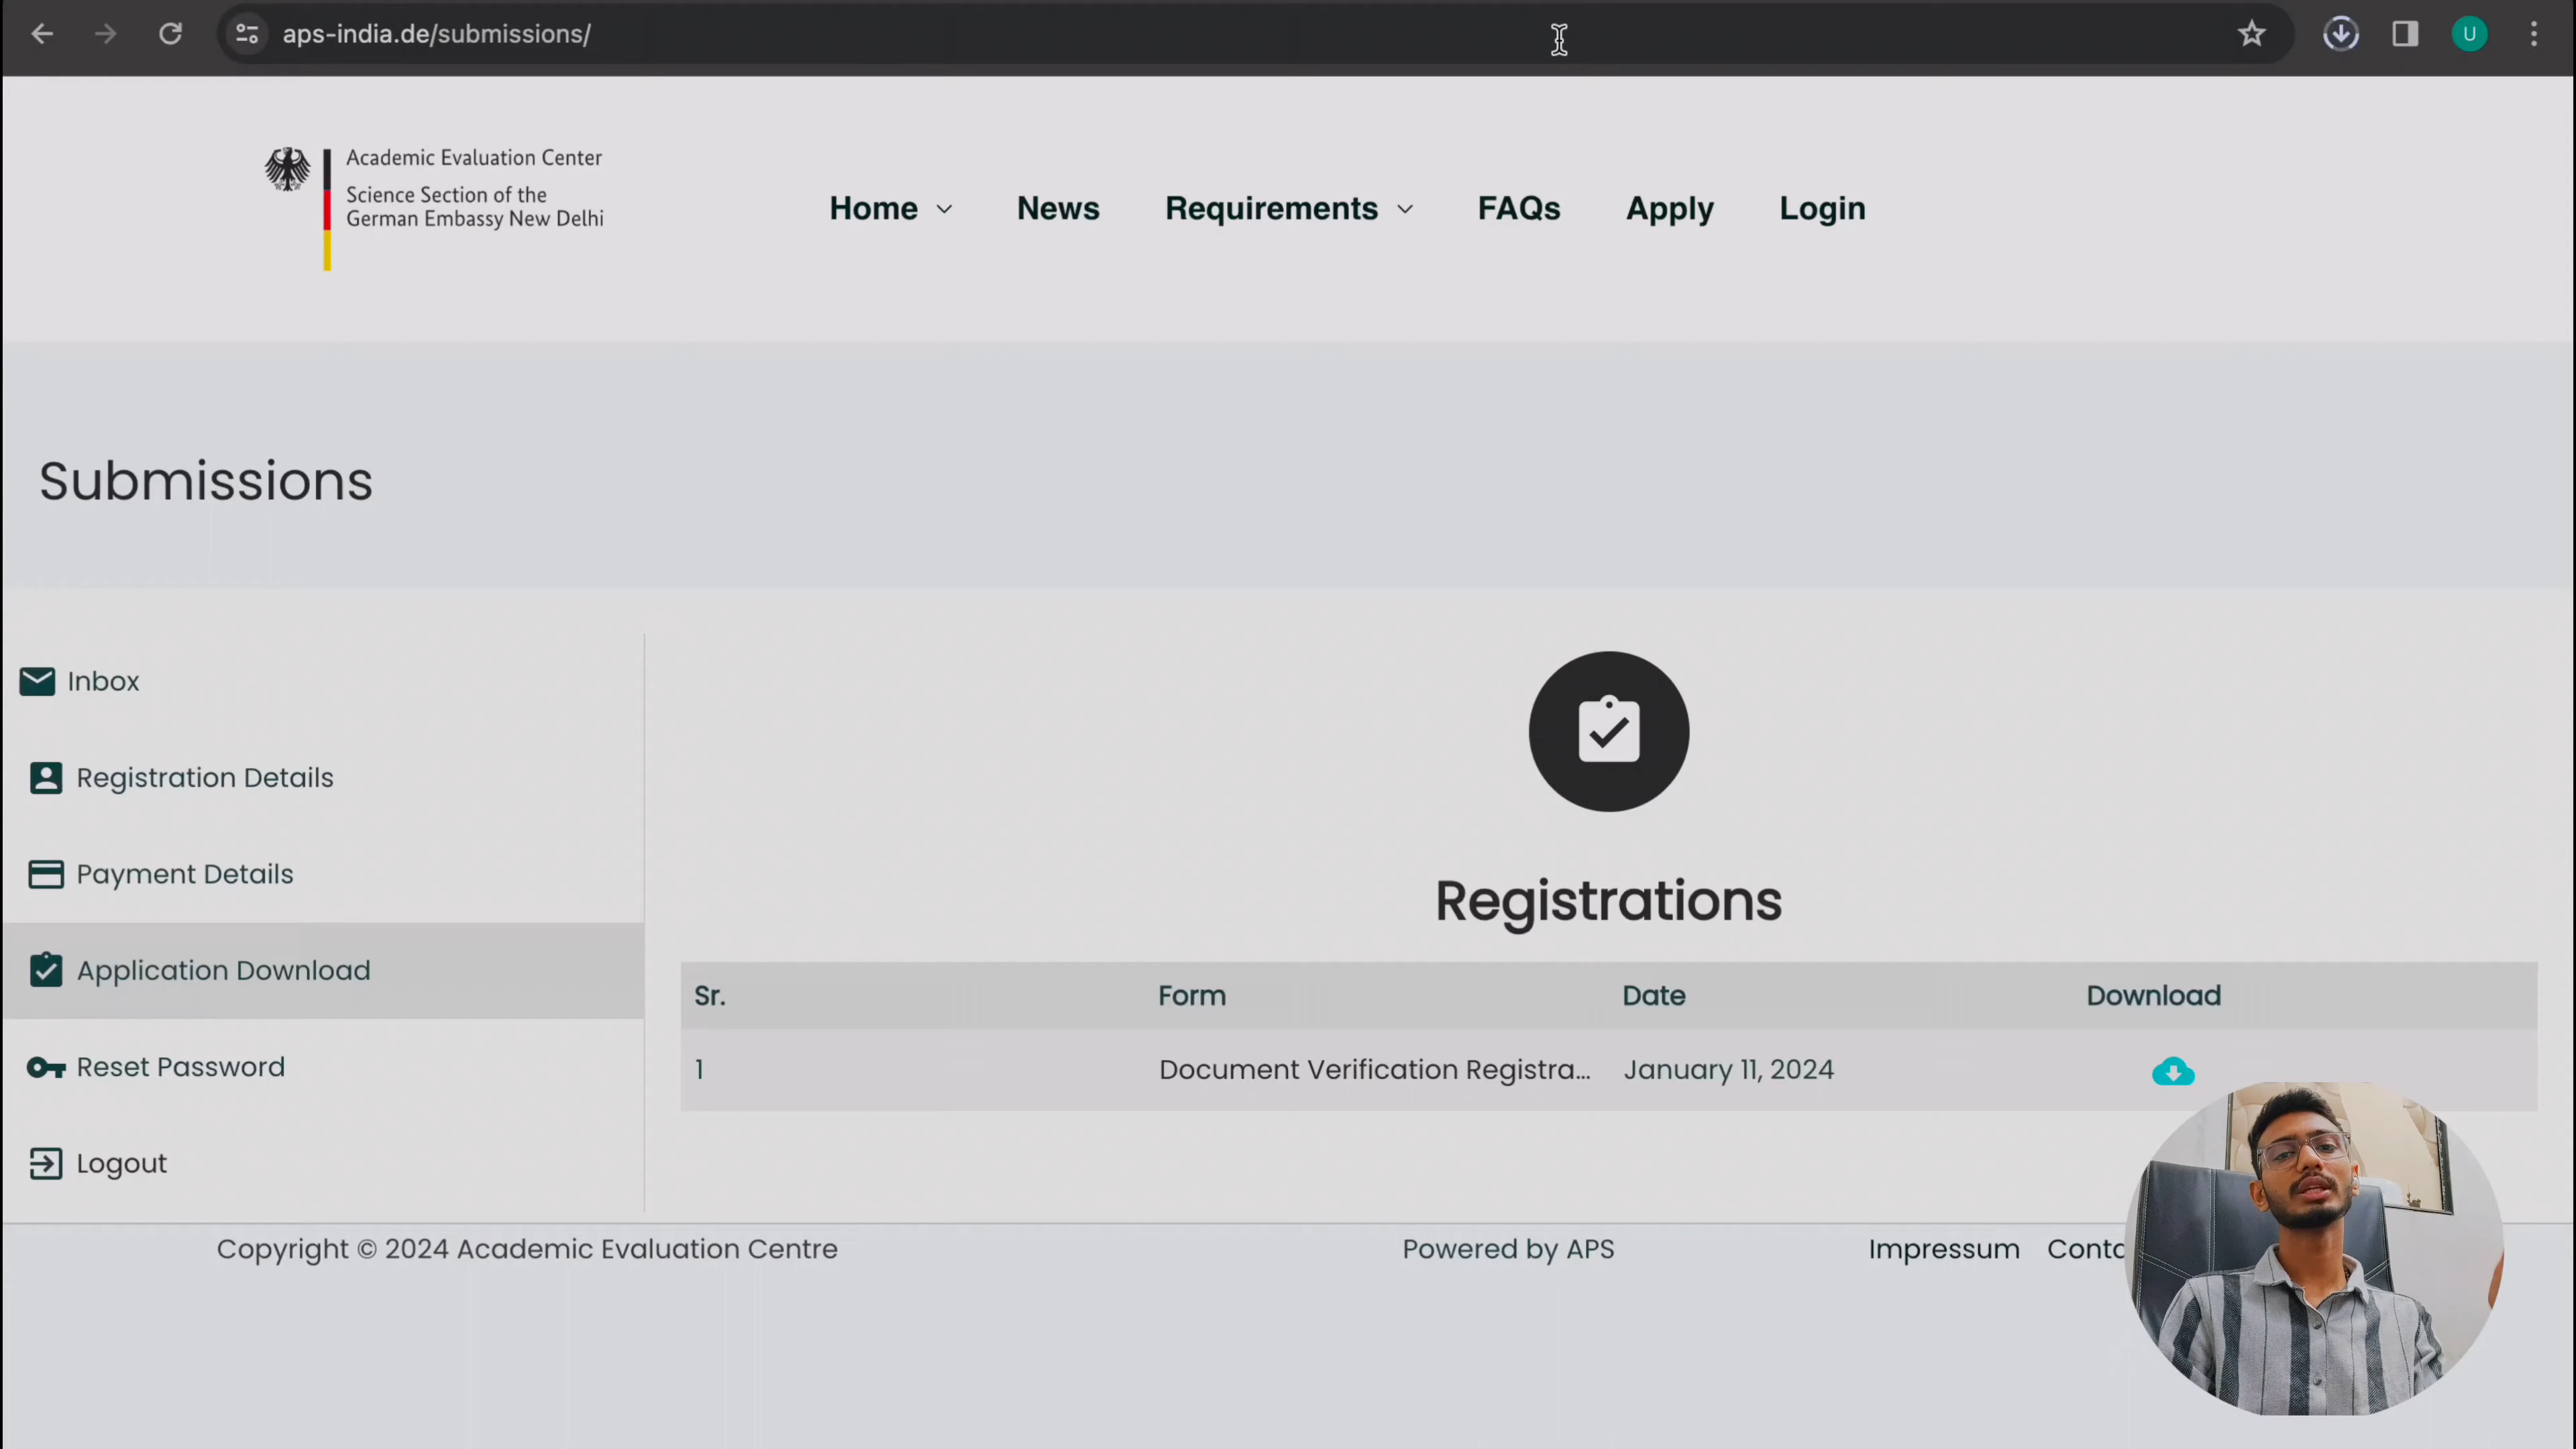 aps-india.de/submissions/
U
Academic Evaluation Center
Science Section of the
German Embassy New Delhi
Home News Requirements FAQs Apply Login
Submissions
Inbox
Registration Details
Payment Details
Application Download
Reset Password
Logout
Registrations
Sr. Form Date Download
1 Document Verification Registra... January 11, 2024
Copyright © 2024 Academic Evaluation Centre Powered by APS Impressum Conta